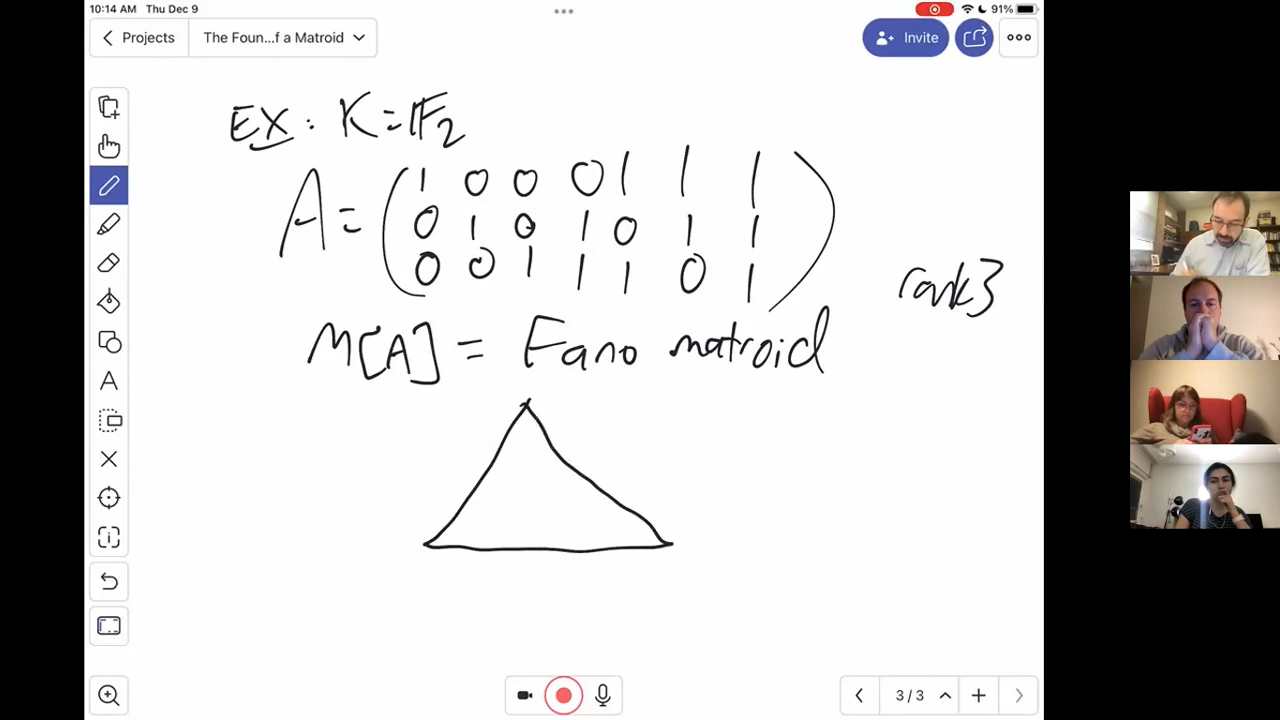 10:14 AM Thu Dec 9
91%
Projects
The Foun...f a Matroid
Invite
EX: K=𝔽₂
A = ( 1 0 0 0 1 1 1
0 1 0 1 0 1 1
0 0 1 1 1 0 1 )
rank 3
M[A] = Fano matroid
A
3/3